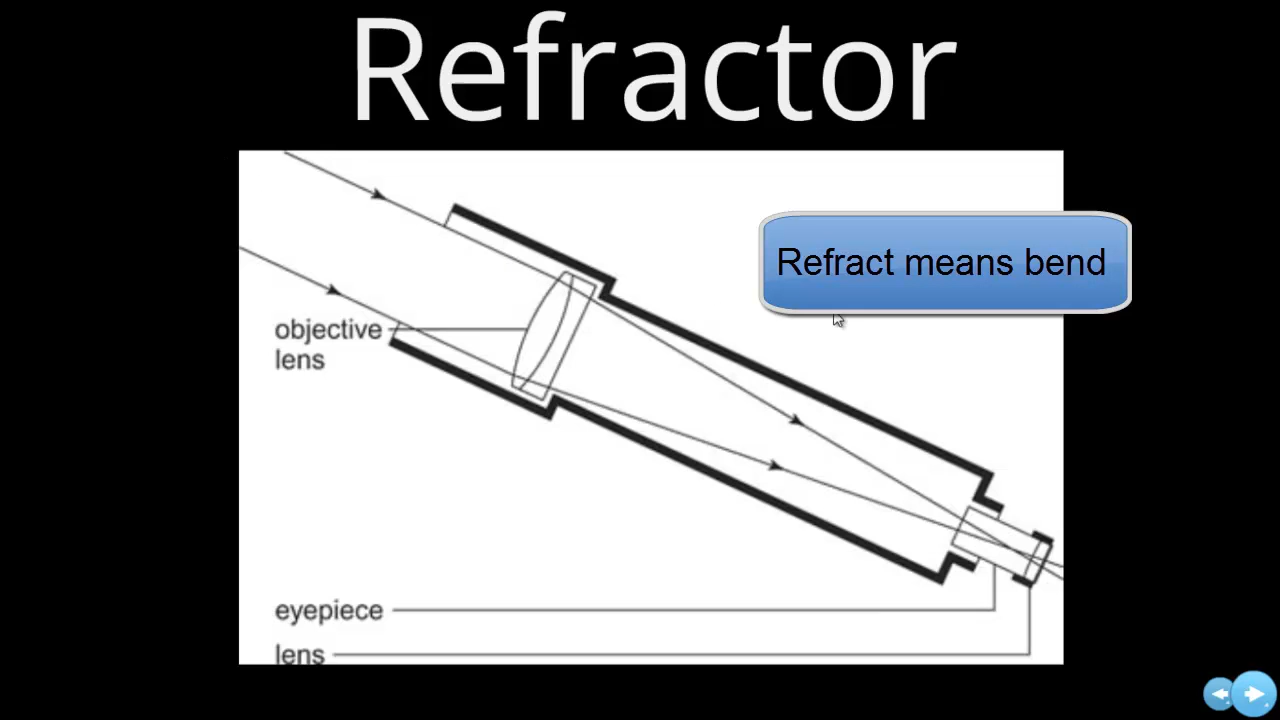 Refractor
Refract means bend
objective
lens
eyepiece
lens